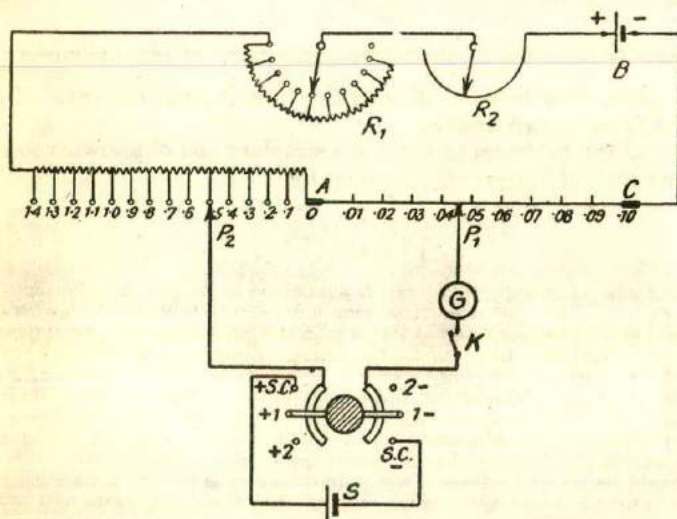 + -
B
R₁
R₂
A C
1·4 1·3 1·2 1·1 1·0 ·9 ·8 ·7 ·6 ·5 ·4 ·3 ·2 ·1 0 ·01 ·02 ·03 ·04 ·05 ·06 ·07 ·08 ·09 ·10
P₂ P₁
G
K
+S.C. 2-
+1 1-
+2 S.C.
-
S